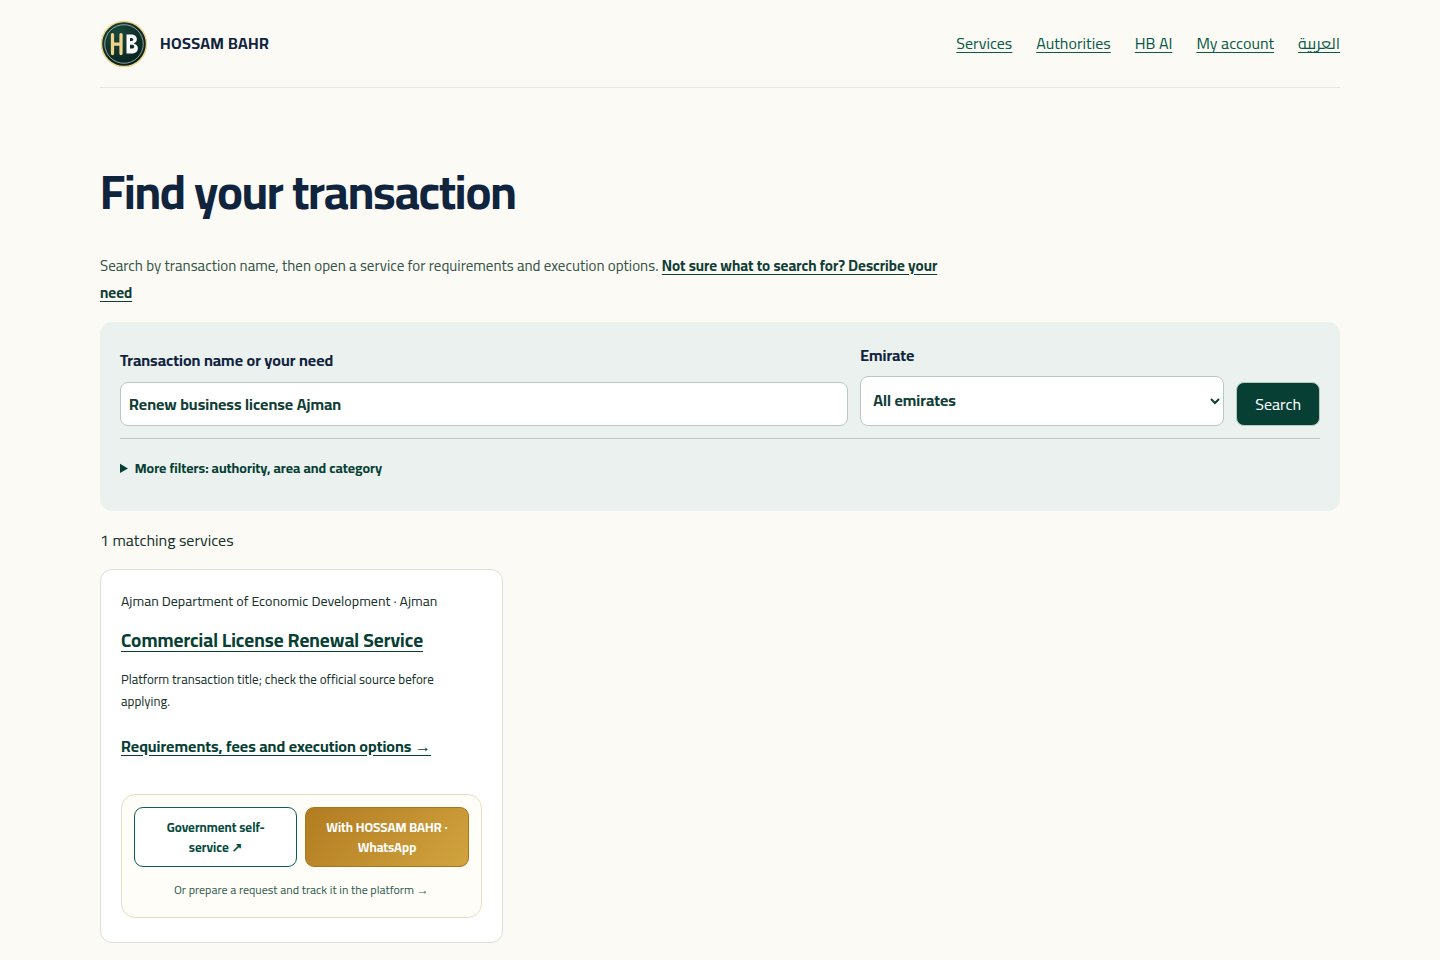 HB HOSSAM BAHR
Services Authorities HB AI My account العربية
Find your transaction
Search by transaction name, then open a service for requirements and execution options. Not sure what to search for? Describe your
need
Transaction name or your need
Emirate
Renew business license Ajman
All emirates
Search
More filters: authority, area and category
1 matching services
Ajman Department of Economic Development · Ajman
Commercial License Renewal Service
Platform transaction title; check the official source before
applying.
Requirements, fees and execution options →
Government self-
service ↗
With HOSSAM BAHR ·
WhatsApp
Or prepare a request and track it in the platform →